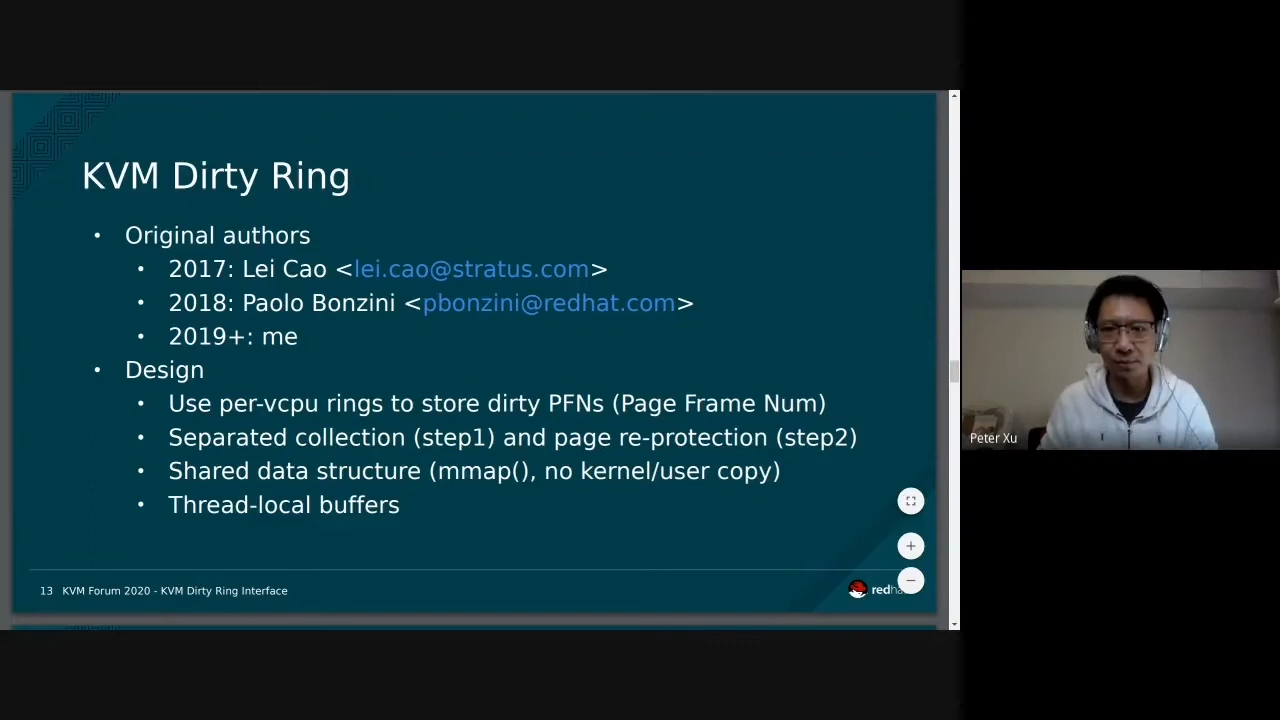 KVM Dirty Ring
• Original authors
• 2017: Lei Cao <lei.cao@stratus.com>
• 2018: Paolo Bonzini <pbonzini@redhat.com>
• 2019+: me
• Design
• Use per-vcpu rings to store dirty PFNs (Page Frame Num)
• Separated collection (step1) and page re-protection (step2)
• Shared data structure (mmap(), no kernel/user copy)
• Thread-local buffers
13 KVM Forum 2020 - KVM Dirty Ring Interface
Peter Xu